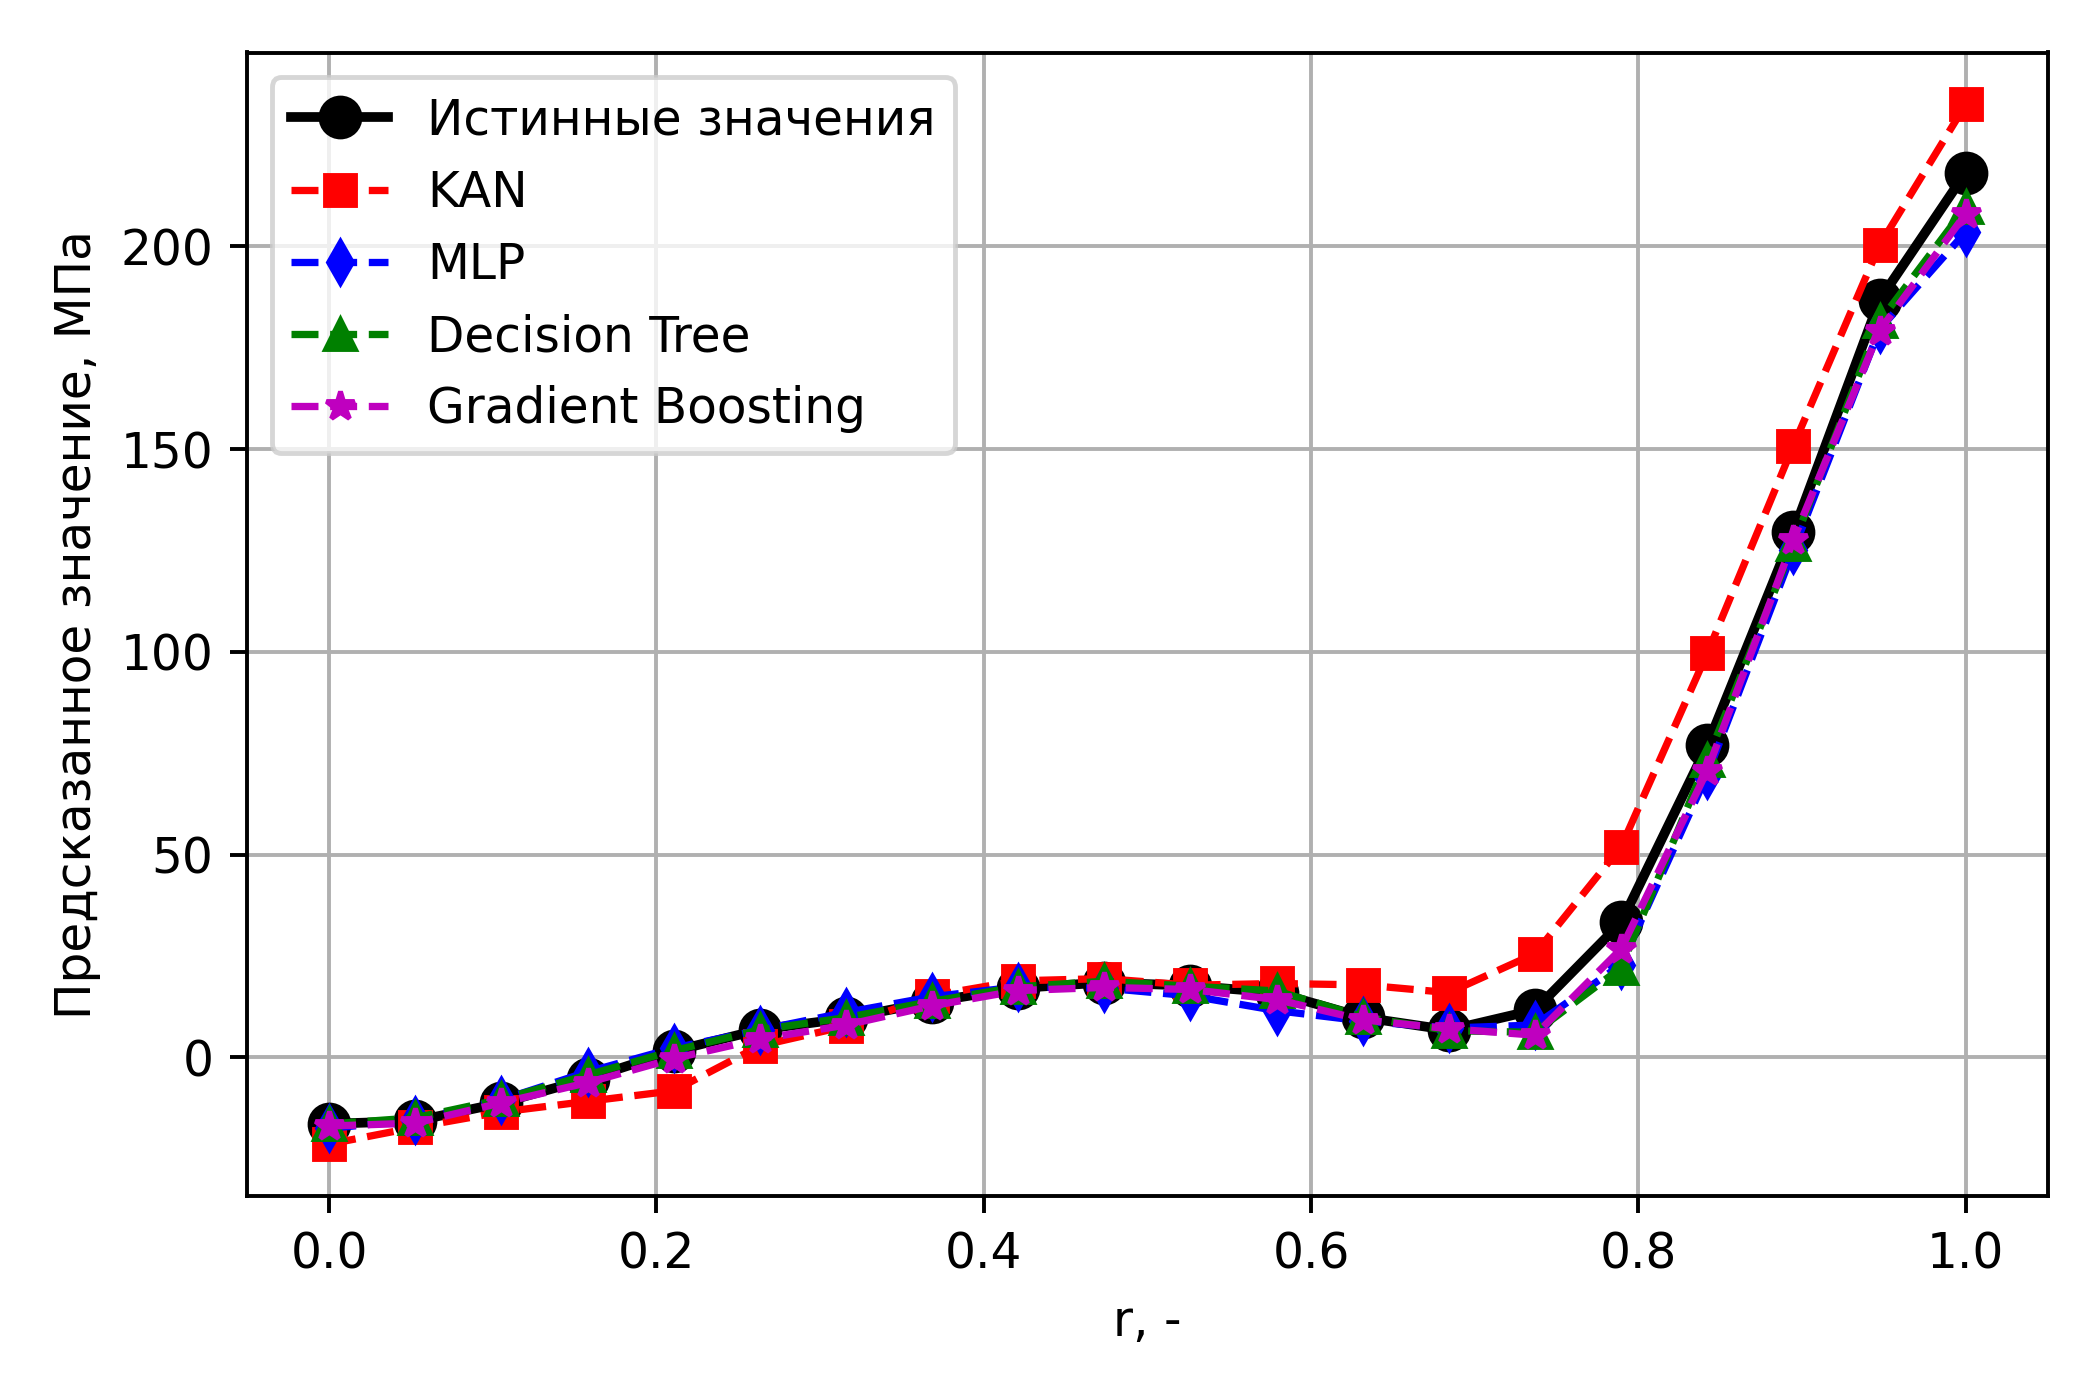 Истинные значения
KAN
MLP
Decision Tree
Gradient Boosting
Предсказанное значение, МПа
200
150
100
50
0
0.0 0.2 0.4 0.6 0.8 1.0
r, -